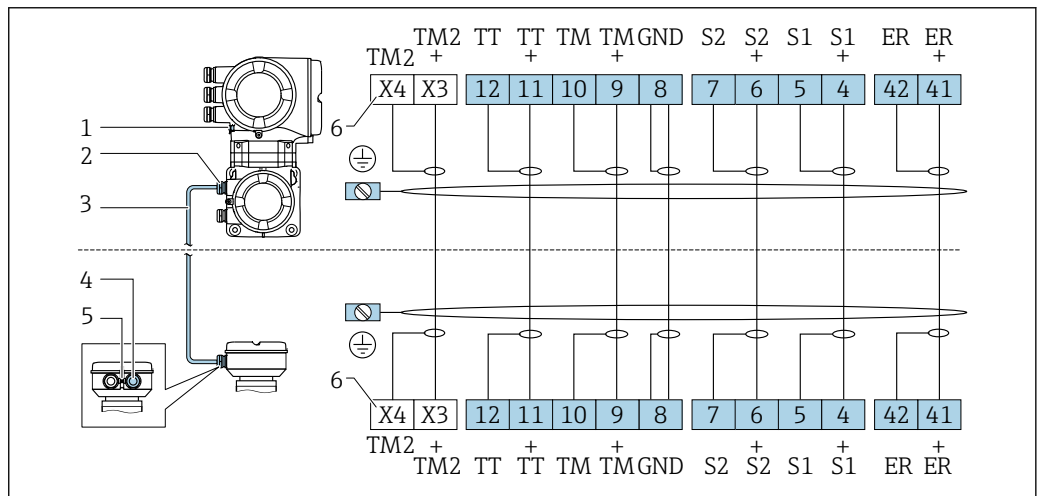 TM2 TT TT TM TM GND S2 S2 S1 S1 ER ER
TM2 + + + + + +
X4 X3 12 11 10 9 8 7 6 5 4 42 41
6
1
2
3
4
5
6
X4 X3 12 11 10 9 8 7 6 5 4 42 41
TM2 + + + + + +
TM2 TT TT TM TM GND S2 S2 S1 S1 ER ER